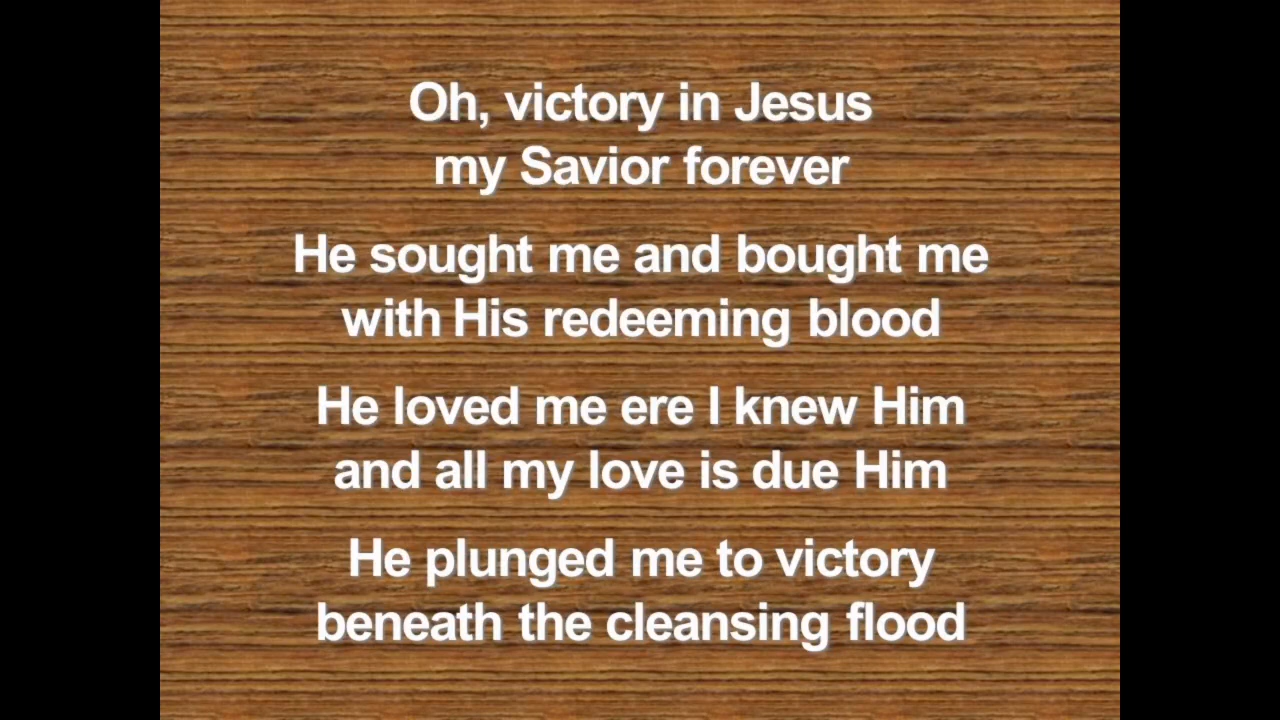 Oh, victory in Jesus
my Savior forever
He sought me and bought me
with His redeeming blood
He loved me ere I knew Him
and all my love is due Him
He plunged me to victory
beneath the cleansing flood